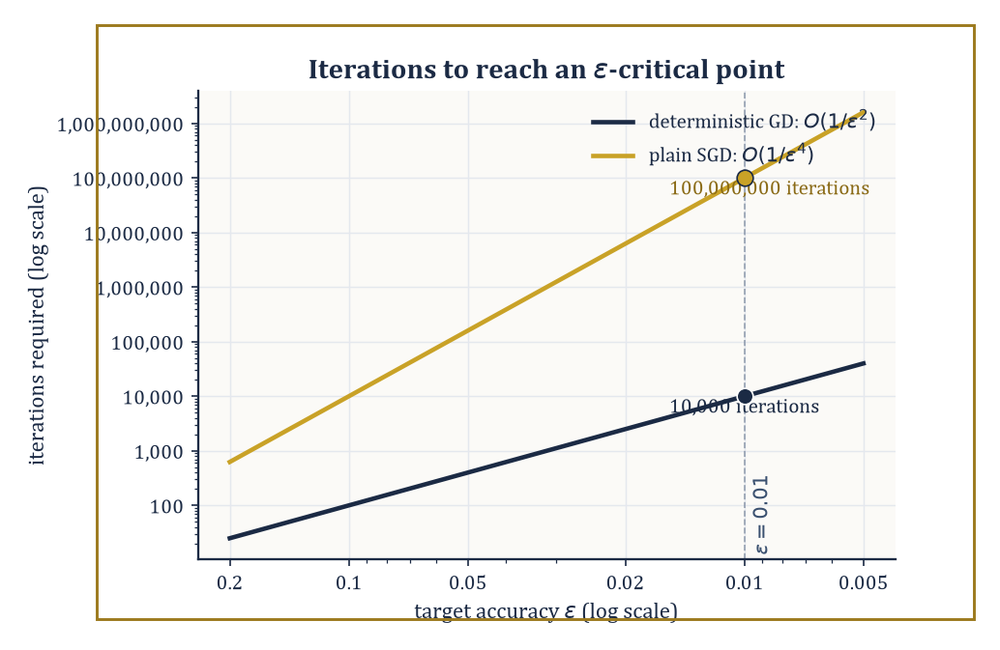 Iterations to reach an ε-critical point
deterministic GD: O(1/ε²)
plain SGD: O(1/ε⁴)
1,000,000,000
100,000,000
10,000,000
1,000,000
100,000
10,000
1,000
100
iterations required (log scale)
100,000,000 iterations
10,000 iterations
ε = 0.01
0.2
0.1
0.05
0.02
0.01
0.005
target accuracy ε (log scale)